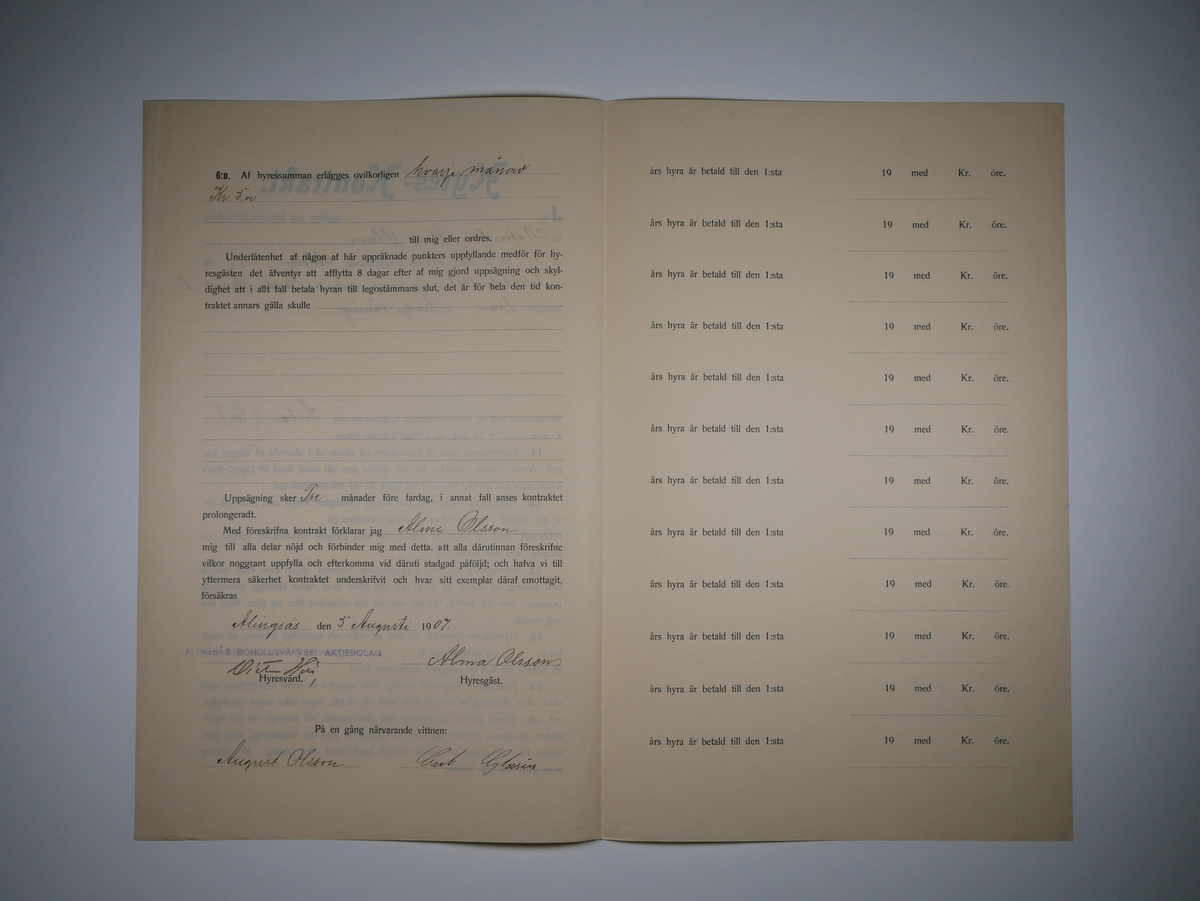 6:o. Af hyressumman erlägges ovilkorligen hvarje månad
Kr. 5.00
till mig eller ordres.
Underlåtenhet af någon af här uppräknade punkters uppfyllande medför för hy-
resgästen det äfventyr att afflytta 8 dagar efter af mig gjord uppsägning och skyl-
dighet att i allt fall betala hyran till legostämmans slut, det är för hela den tid kon-
traktet annars gälla skulle
Uppsägning sker Tre månader före fardag, i annat fall anses kontraktet
prolongeradt.
Med föreskrifna kontrakt förklarar jag Alma Olsson
mig till alla delar nöjd och förbinder mig med detta, att alla därutinnan föreskrifne
vilkor noggrant uppfylla och efterkomma vid däruti stadgad påföljd; och hafva vi till
yttermera säkerhet kontraktet underskrifvit och hvar sitt exemplar däraf emottagit,
försäkras
Alingsås den 5 Augusti 1907.
ALINGSÅS BOMULLSVÄFVERI AKTIEBOLAG
Alma Olsson
Hyresvärd. Hyresgäst.
På en gång närvarande vittnen:
August Olsson Carl
års hyra är betald till den 1:sta 19 med Kr. öre.
års hyra är betald till den 1:sta 19 med Kr. öre.
års hyra är betald till den 1:sta 19 med Kr. öre.
års hyra är betald till den 1:sta 19 med Kr. öre.
års hyra är betald till den 1:sta 19 med Kr. öre.
års hyra är betald till den 1:sta 19 med Kr. öre.
års hyra är betald till den 1:sta 19 med Kr. öre.
års hyra är betald till den 1:sta 19 med Kr. öre.
års hyra är betald till den 1:sta 19 med Kr. öre.
års hyra är betald till den 1:sta 19 med Kr. öre.
års hyra är betald till den 1:sta 19 med Kr. öre.
års hyra är betald till den 1:sta 19 med Kr. öre.